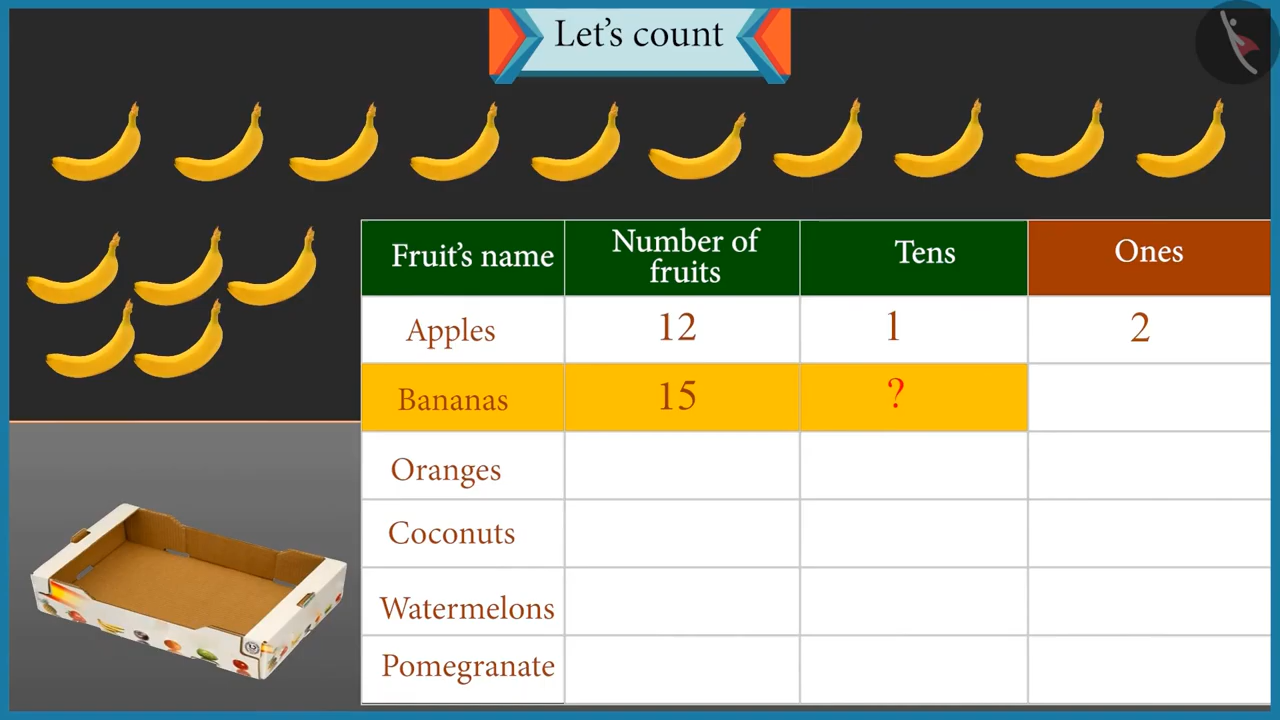 Let's count
Fruit's name Number of fruits Tens Ones
Apples 12 1 2
Bananas 15 ?
Oranges
Coconuts
Watermelons
Pomegranate